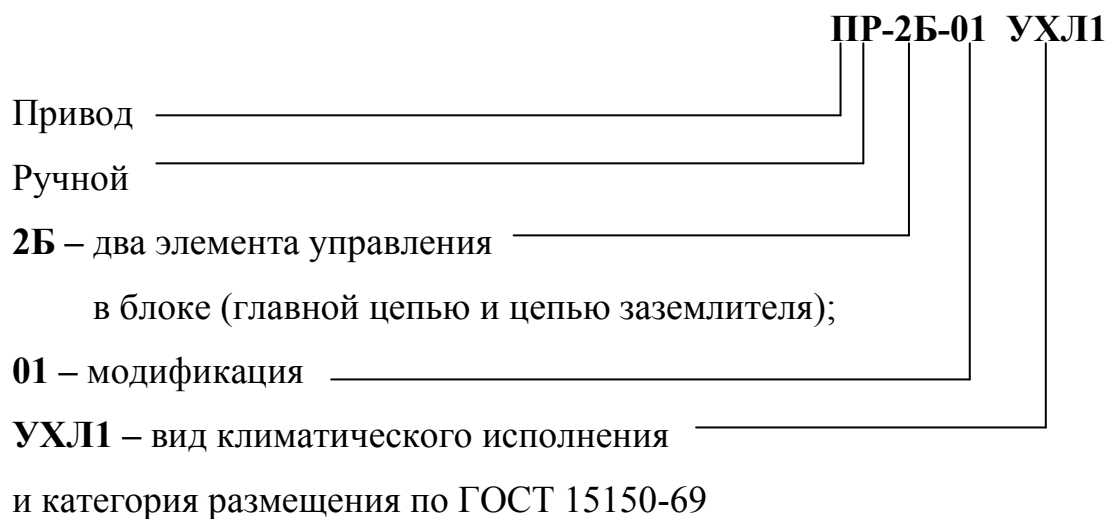 ПР-2Б-01 УХЛ1
Привод
Ручной
2Б – два элемента управления
в блоке (главной цепью и цепью заземлителя);
01 – модификация
УХЛ1 – вид климатического исполнения
и категория размещения по ГОСТ 15150-69